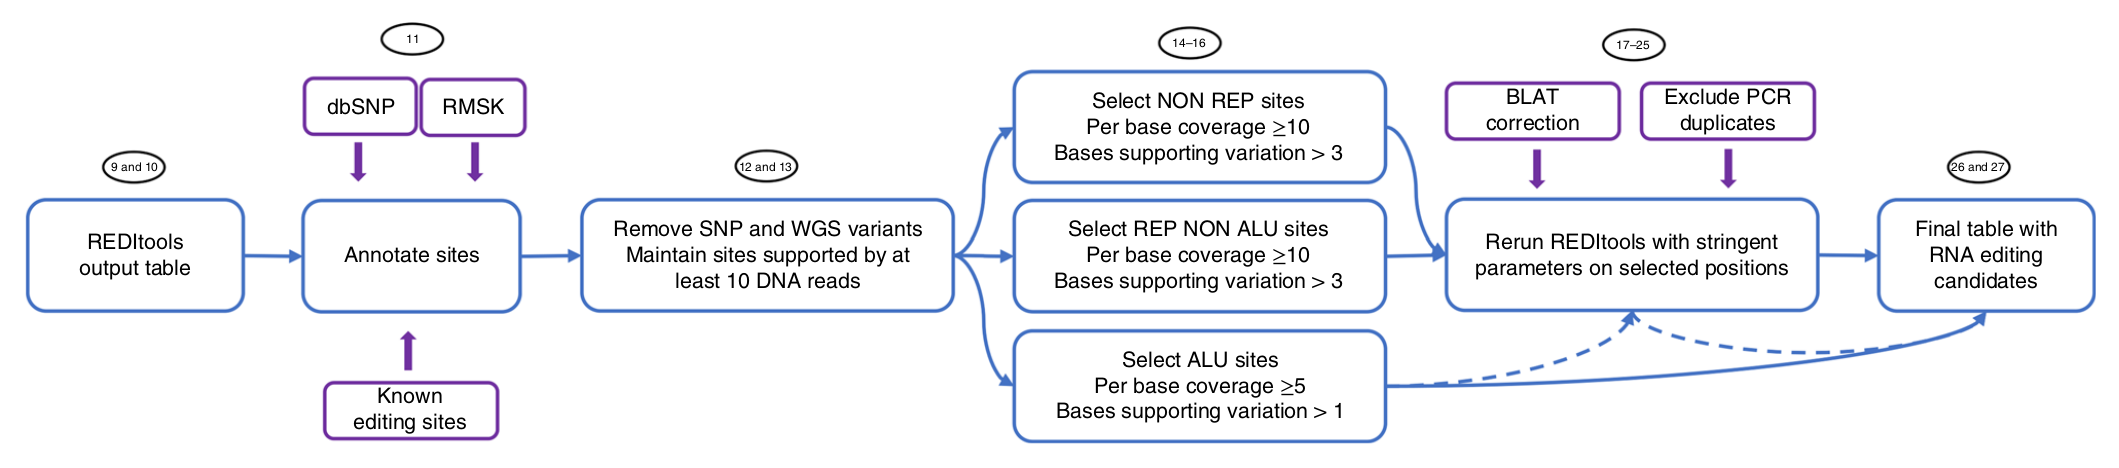 11
14–16
17–25
dbSNP
RMSK
BLAT
correction
Exclude PCR
duplicates
9 and 10
12 and 13
26 and 27
REDItools
output table
Annotate sites
Known
editing sites
Remove SNP and WGS variants
Maintain sites supported by at
least 10 DNA reads
Select NON REP sites
Per base coverage ≥10
Bases supporting variation > 3
Select REP NON ALU sites
Per base coverage ≥10
Bases supporting variation > 3
Select ALU sites
Per base coverage ≥5
Bases supporting variation > 1
Rerun REDItools with stringent
parameters on selected positions
Final table with
RNA editing
candidates